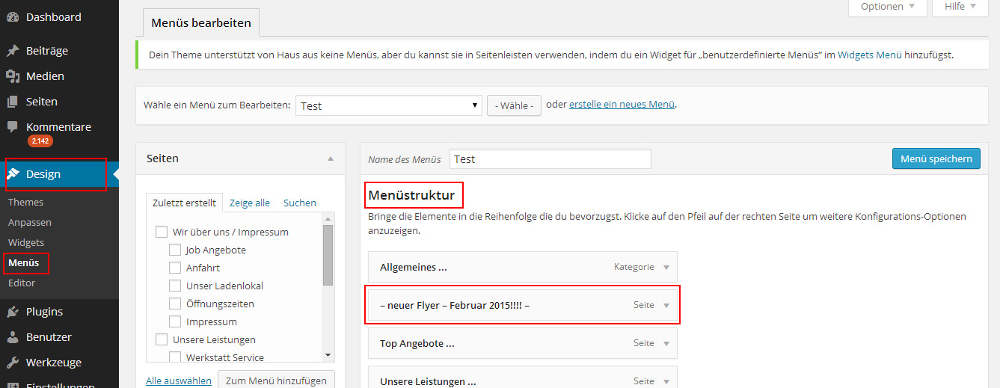 Dashboard
Beiträge
Medien
Seiten
Kommentare
2.142
Design
Themes
Anpassen
Widgets
Menüs
Editor
Plugins
Benutzer
Werkzeuge
Einstellungen
Optionen
Hilfe
Menüs bearbeiten
Dein Theme unterstützt von Haus aus keine Menüs, aber du kannst sie in Seitenleisten verwenden, indem du ein Widget für „benutzerdefinierte Menüs“ im Widgets Menü hinzufügst.
Wähle ein Menü zum Bearbeiten: Test - Wähle - oder erstelle ein neues Menü.
Seiten
Zuletzt erstellt Zeige alle Suchen
Wir über uns / Impressum
Job Angebote
Anfahrt
Unser Ladenlokal
Öffnungszeiten
Impressum
Unsere Leistungen
Werkstatt Service
Alle auswählen Zum Menü hinzufügen
Name des Menüs Test Menü speichern
Menüstruktur
Bringe die Elemente in die Reihenfolge die du bevorzugst. Klicke auf den Pfeil auf der rechten Seite um weitere Konfigurations-Optionen
anzuzeigen.
Allgemeines ... Kategorie
– neuer Flyer – Februar 2015!!!! – Seite
Top Angebote ... Seite
Unsere Leistungen ... Seite